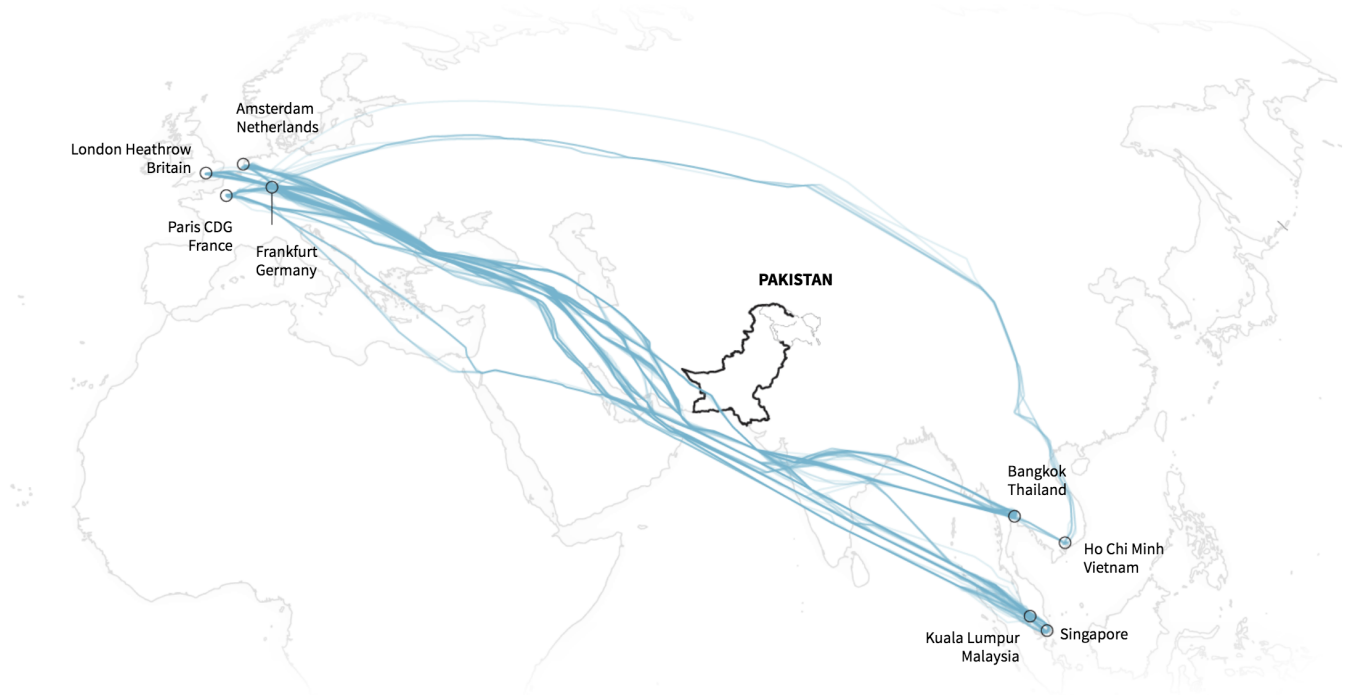 Amsterdam
Netherlands
London Heathrow
Britain
Paris CDG
France
Frankfurt
Germany
PAKISTAN
Bangkok
Thailand
Ho Chi Minh
Vietnam
Kuala Lumpur
Malaysia
Singapore